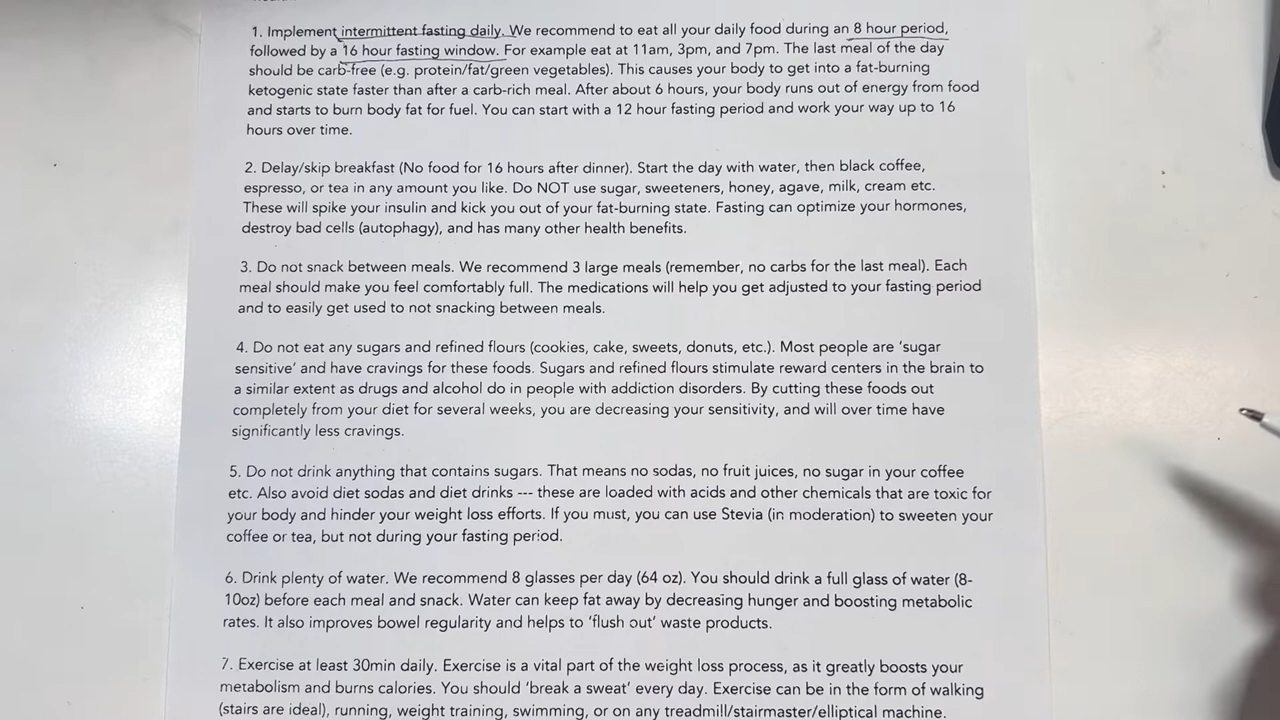 1. Implement intermittent fasting daily. We recommend to eat all your daily food during an 8 hour period,
followed by a 16 hour fasting window. For example eat at 11am, 3pm, and 7pm. The last meal of the day
should be carb-free (e.g. protein/fat/green vegetables). This causes your body to get into a fat-burning
ketogenic state faster than after a carb-rich meal. After about 6 hours, your body runs out of energy from food
and starts to burn body fat for fuel. You can start with a 12 hour fasting period and work your way up to 16
hours over time.
2. Delay/skip breakfast (No food for 16 hours after dinner). Start the day with water, then black coffee,
espresso, or tea in any amount you like. Do NOT use sugar, sweeteners, honey, agave, milk, cream etc.
These will spike your insulin and kick you out of your fat-burning state. Fasting can optimize your hormones,
destroy bad cells (autophagy), and has many other health benefits.
3. Do not snack between meals. We recommend 3 large meals (remember, no carbs for the last meal). Each
meal should make you feel comfortably full. The medications will help you get adjusted to your fasting period
and to easily get used to not snacking between meals.
4. Do not eat any sugars and refined flours (cookies, cake, sweets, donuts, etc.). Most people are ‘sugar
sensitive’ and have cravings for these foods. Sugars and refined flours stimulate reward centers in the brain to
a similar extent as drugs and alcohol do in people with addiction disorders. By cutting these foods out
completely from your diet for several weeks, you are decreasing your sensitivity, and will over time have
significantly less cravings.
5. Do not drink anything that contains sugars. That means no sodas, no fruit juices, no sugar in your coffee
etc. Also avoid diet sodas and diet drinks --- these are loaded with acids and other chemicals that are toxic for
your body and hinder your weight loss efforts. If you must, you can use Stevia (in moderation) to sweeten your
coffee or tea, but not during your fasting period.
6. Drink plenty of water. We recommend 8 glasses per day (64 oz). You should drink a full glass of water (8-
10oz) before each meal and snack. Water can keep fat away by decreasing hunger and boosting metabolic
rates. It also improves bowel regularity and helps to ‘flush out’ waste products.
7. Exercise at least 30min daily. Exercise is a vital part of the weight loss process, as it greatly boosts your
metabolism and burns calories. You should ‘break a sweat’ every day. Exercise can be in the form of walking
(stairs are ideal), running, weight training, swimming, or on any treadmill/stairmaster/elliptical machine.